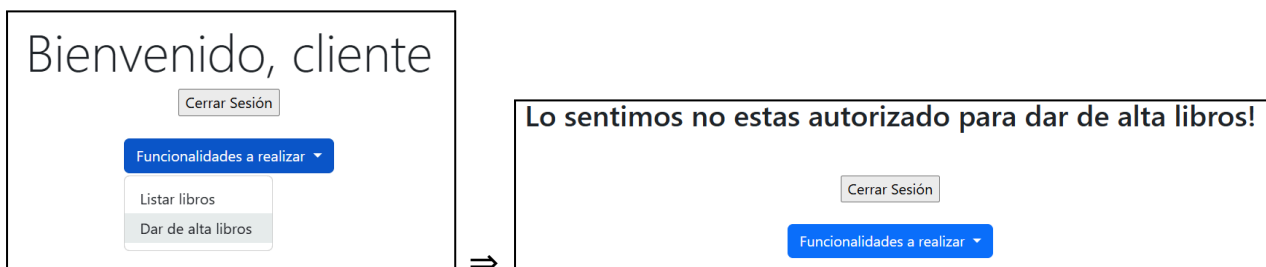 Bienvenido, cliente
Cerrar Sesión
Funcionalidades a realizar
Listar libros
Dar de alta libros
⇒
Lo sentimos no estas autorizado para dar de alta libros!
Cerrar Sesión
Funcionalidades a realizar